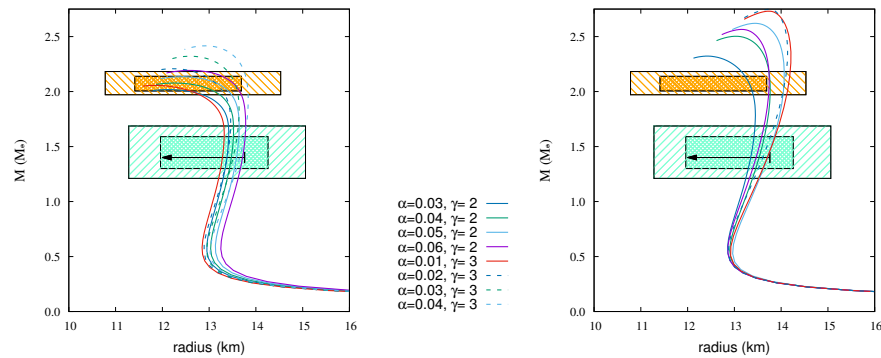 2.5
2.0
1.5
1.0
0.5
0.0
M (M⊙)
10 11 12 13 14 15 16
radius (km)
α=0.03, γ= 2
α=0.04, γ= 2
α=0.05, γ= 2
α=0.06, γ= 2
α=0.01, γ= 3
α=0.02, γ= 3
α=0.03, γ= 3
α=0.04, γ= 3
2.5
2.0
1.5
1.0
0.5
0.0
M (M⊙)
10 11 12 13 14 15 16
radius (km)